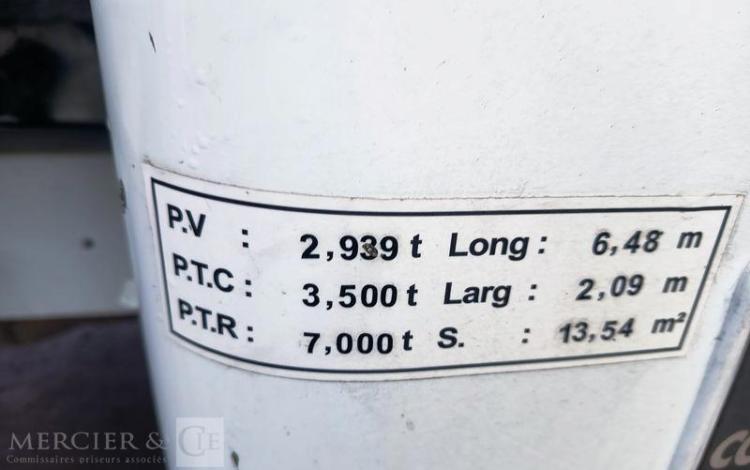 P.V : 2,939 t Long : 6,48 m
P.T.C : 3,500 t Larg : 2,09 m
P.T.R : 7,000 t S. : 13,54 m²
MERCIER & CIE
Commissaires priseurs associés